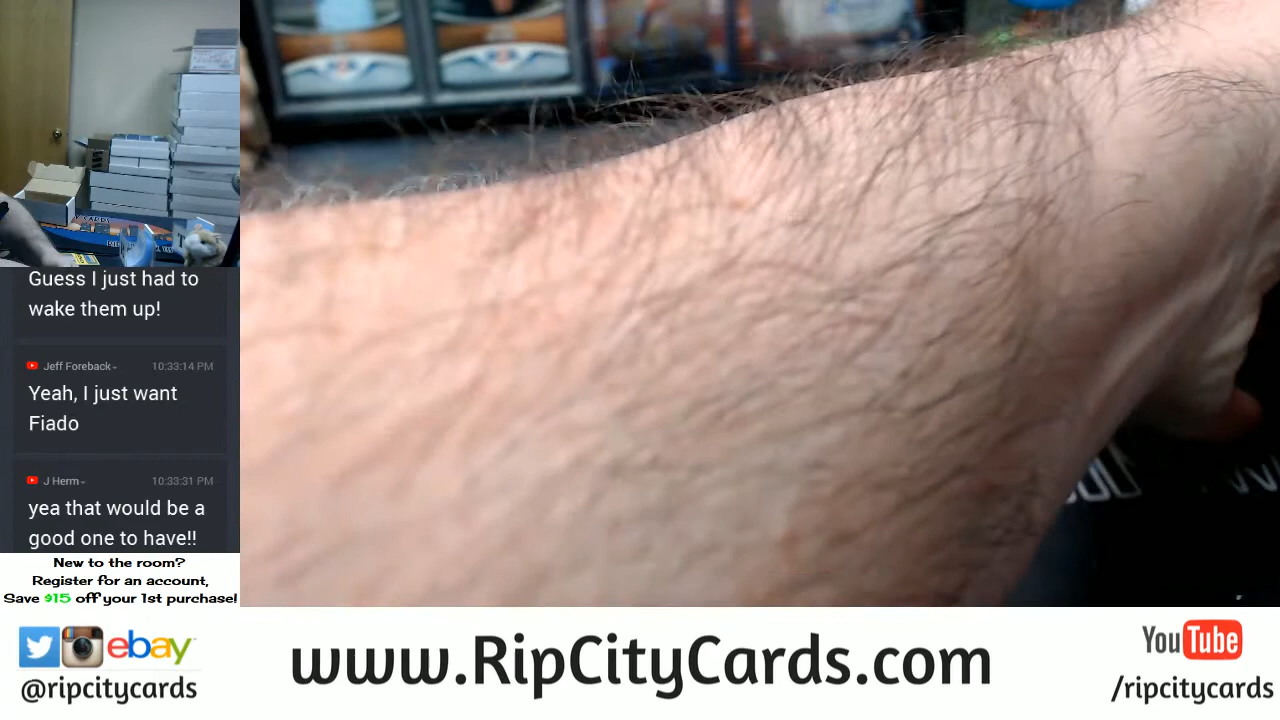 Guess I just had to
wake them up!
Jeff Foreback
10:33:14 PM
Yeah, I just want
Fiado
J Herm
10:33:31 PM
yea that would be a
good one to have!!
New to the room?
Register for an account,
Save $15 off your 1st purchase!
ebay
@ripcitycards
www.RipCityCards.com
YouTube
/ripcitycards